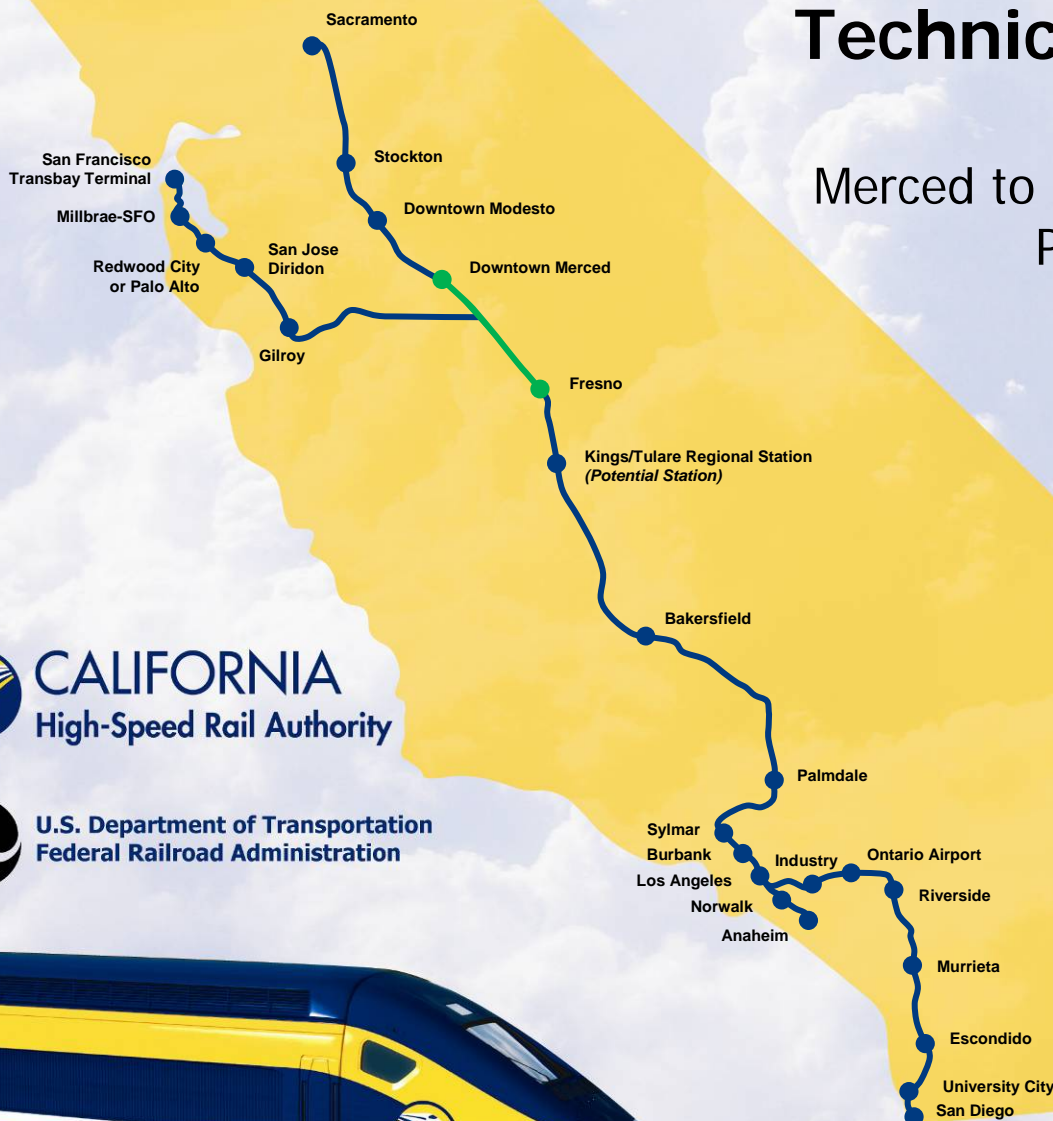 Technic
Merced to
P
Sacramento
Stockton
San Francisco
Transbay Terminal
Millbrae-SFO
Downtown Modesto
Redwood City
or Palo Alto
San Jose
Diridon
Downtown Merced
Gilroy
Fresno
Kings/Tulare Regional Station
(Potential Station)
Bakersfield
CALIFORNIA
High-Speed Rail Authority
Palmdale
U.S. Department of Transportation
Federal Railroad Administration
Sylmar
Burbank
Los Angeles
Industry
Ontario Airport
Norwalk
Riverside
Anaheim
Murrieta
Escondido
University City
San Diego